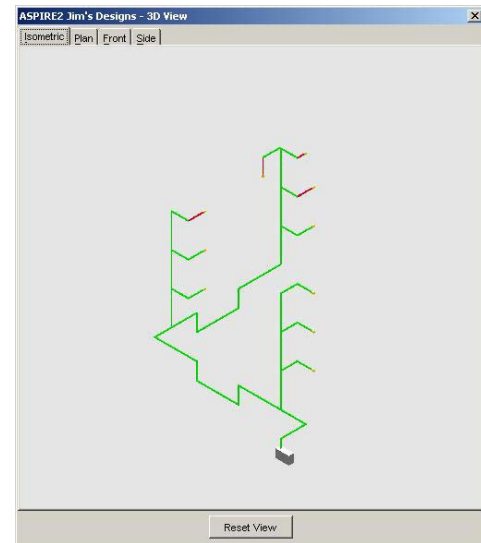 ASPIRE2 Jim's Designs - 3D View
Isometric Plan Front Side
Reset View